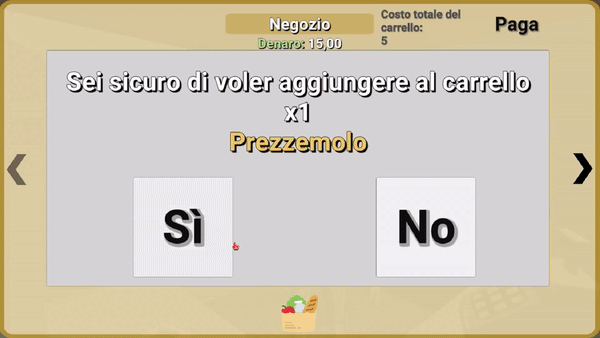 Negozio
Denaro: 15,00
Costo totale del
carrello:
5
Paga
Sei sicuro di voler aggiungere al carrello
x1
Prezzemolo
Sì
No